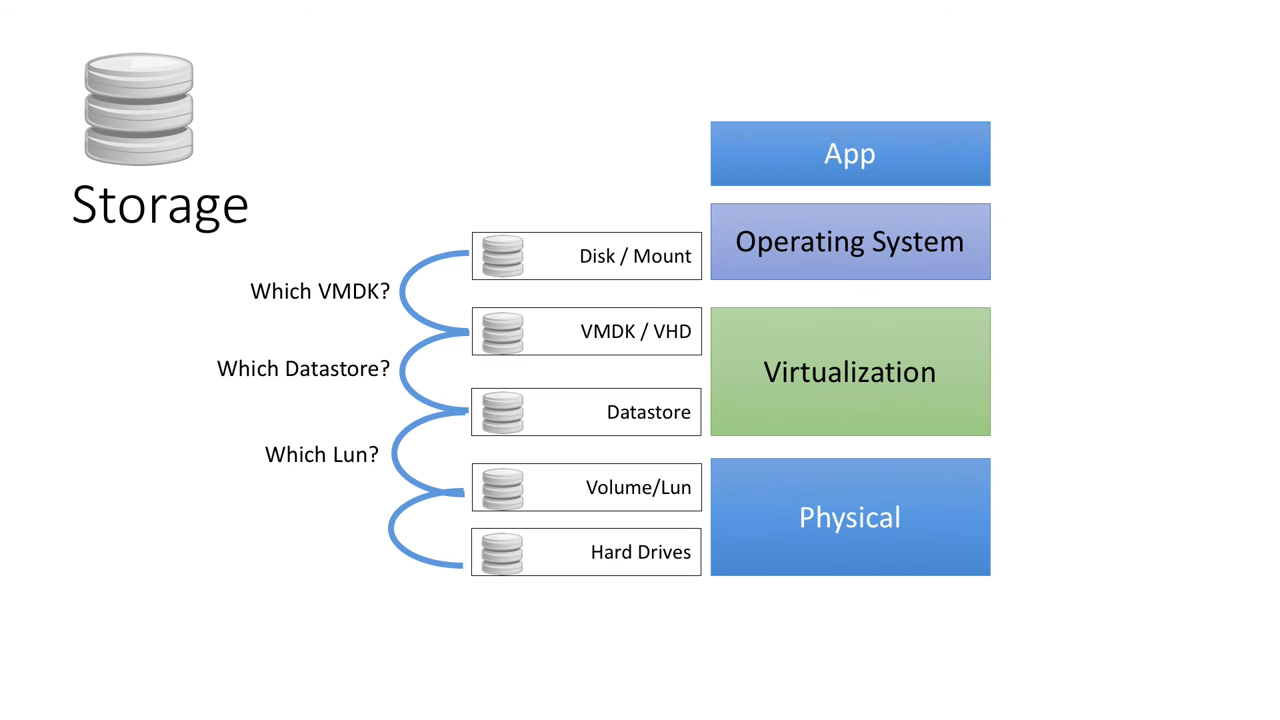 Storage
App
Operating System
Disk / Mount
Which VMDK?
VMDK / VHD
Virtualization
Which Datastore?
Datastore
Which Lun?
Volume/Lun
Physical
Hard Drives